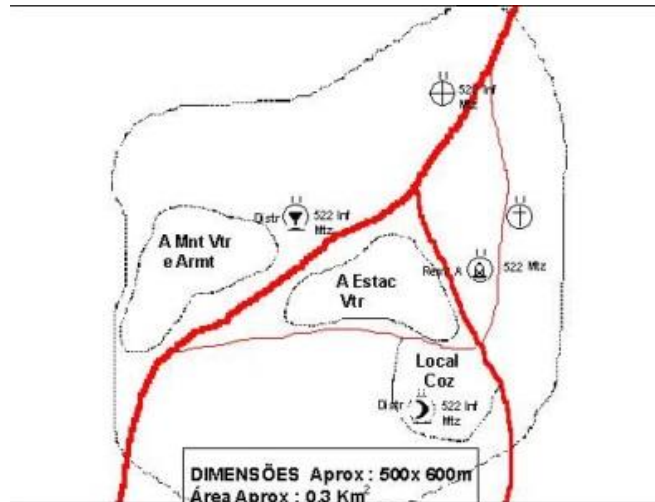 522 Inf
Mtz
Distr
522 Inf
Mtz
A Mnt Vtr
e Armt
A Estac
Vtr
522 Mtz
Local
Coz
Distr
522 Inf
Mtz
DIMENSÕES Aprox : 500x 600m
Área Aprox : 0,3 Km²